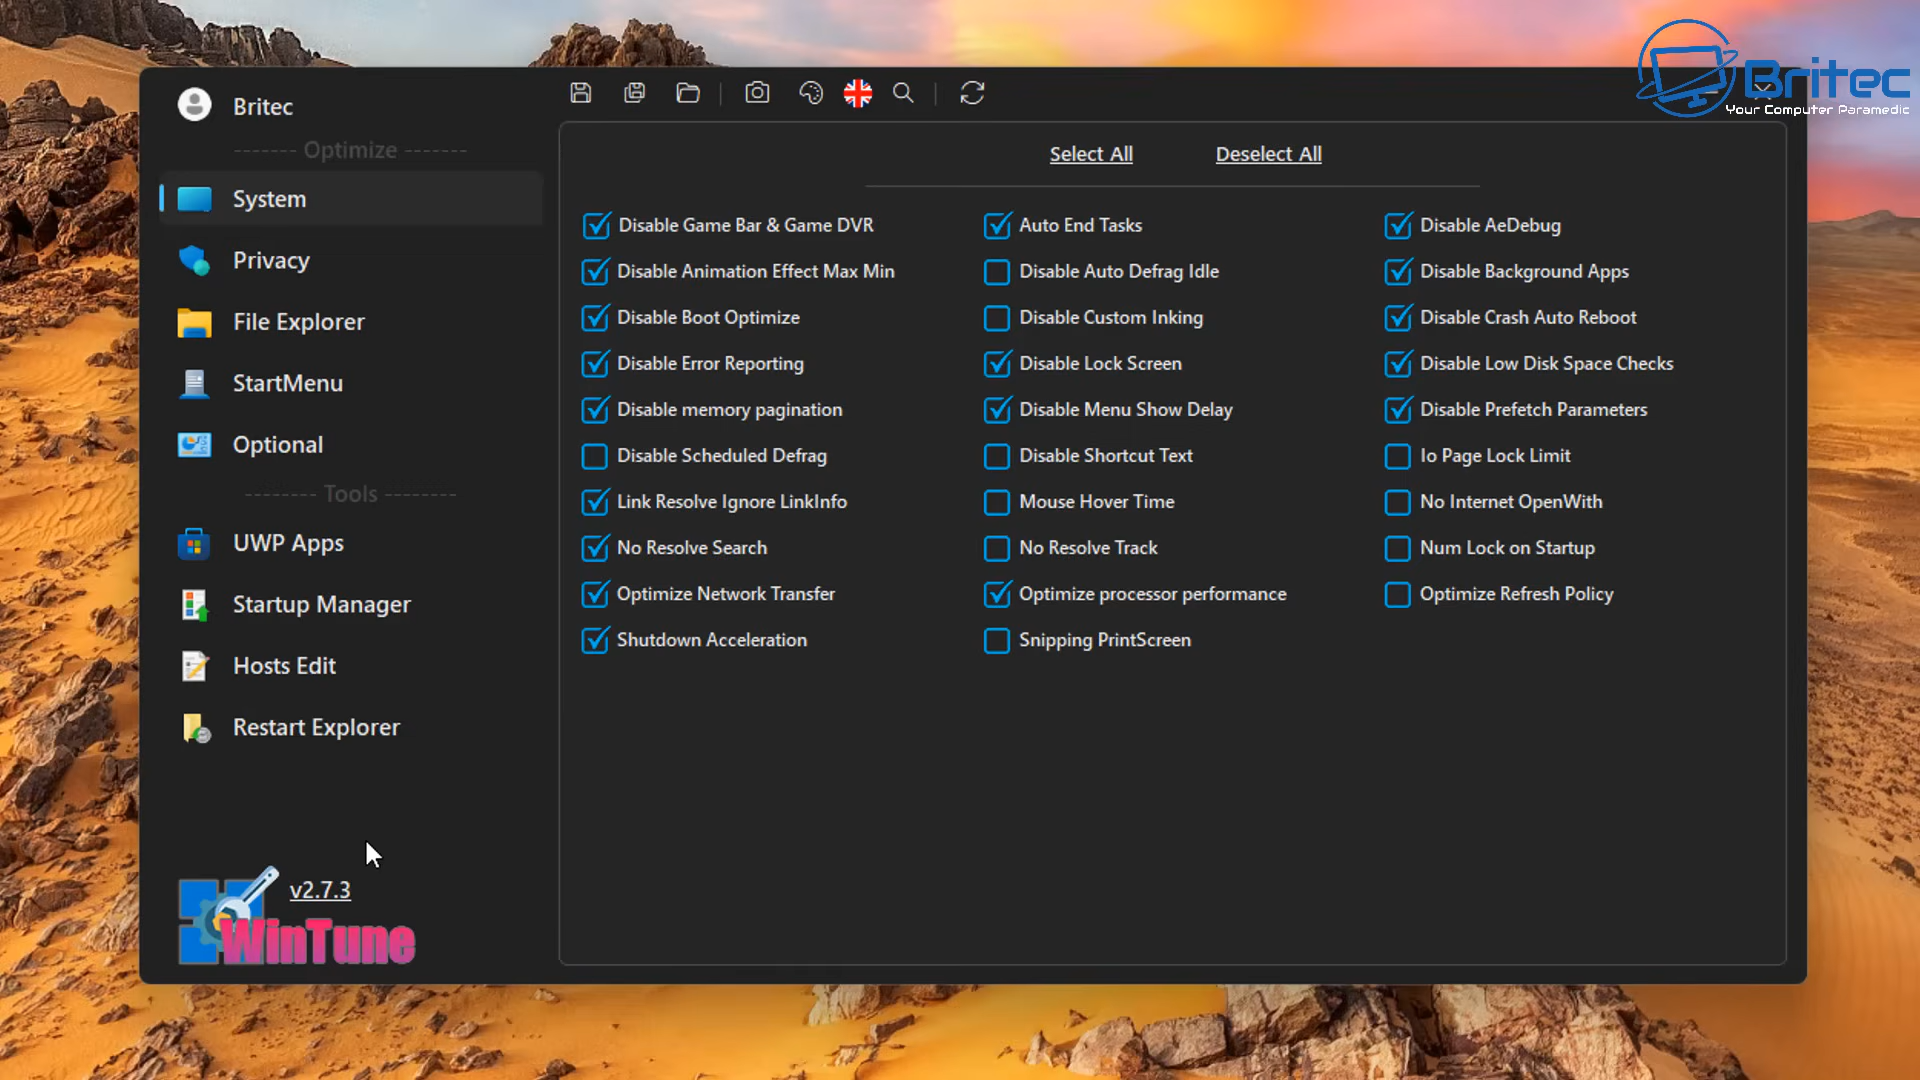 Britec
Your Computer Paramedic
Britec
------- Optimize -------
System
Privacy
File Explorer
StartMenu
Optional
-------- Tools --------
UWP Apps
Startup Manager
Hosts Edit
Restart Explorer
v2.7.3
WinTune
Select All Deselect All
Disable Game Bar & Game DVR Auto End Tasks Disable AeDebug
Disable Animation Effect Max Min Disable Auto Defrag Idle Disable Background Apps
Disable Boot Optimize Disable Custom Inking Disable Crash Auto Reboot
Disable Error Reporting Disable Lock Screen Disable Low Disk Space Checks
Disable memory pagination Disable Menu Show Delay Disable Prefetch Parameters
Disable Scheduled Defrag Disable Shortcut Text Io Page Lock Limit
Link Resolve Ignore LinkInfo Mouse Hover Time No Internet OpenWith
No Resolve Search No Resolve Track Num Lock on Startup
Optimize Network Transfer Optimize processor performance Optimize Refresh Policy
Shutdown Acceleration Snipping PrintScreen